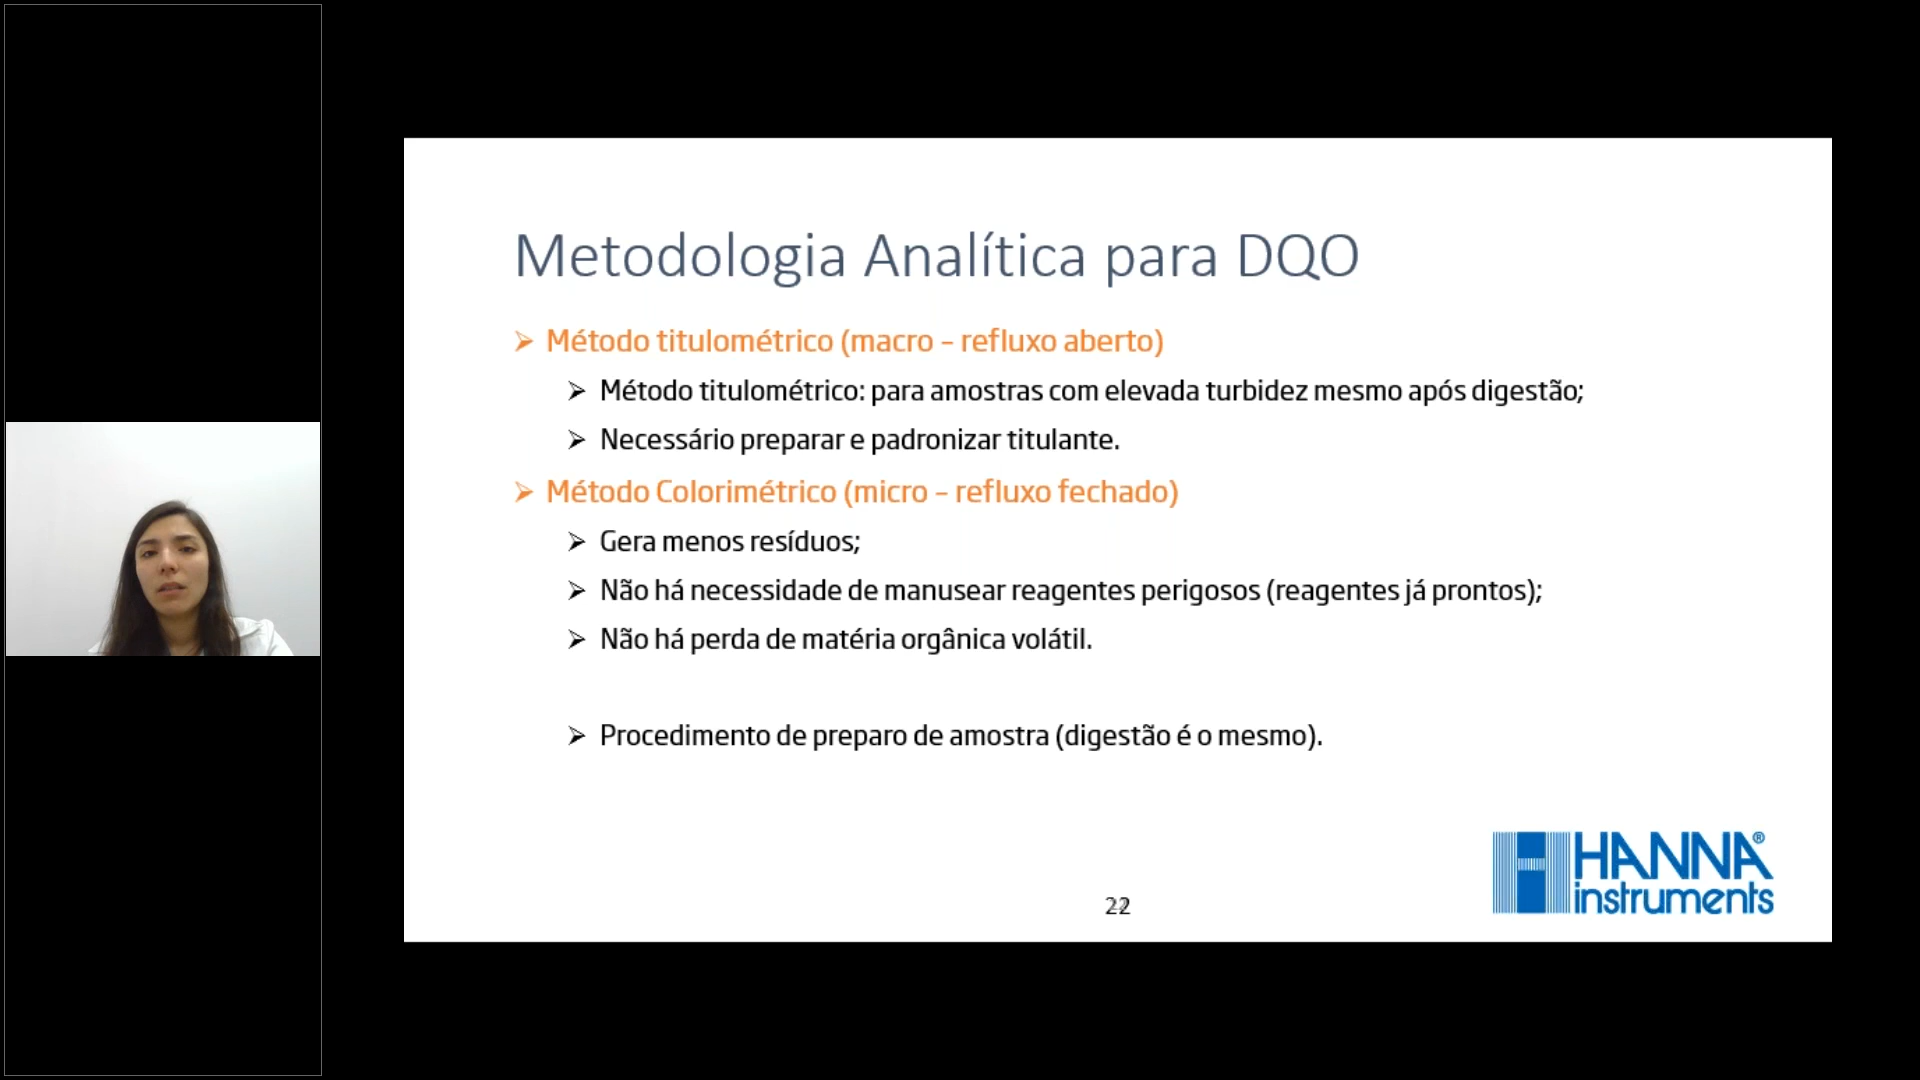 Metodologia Analítica para DQO
➢ Método titulométrico (macro – refluxo aberto)
➢ Método titulométrico: para amostras com elevada turbidez mesmo após digestão;
➢ Necessário preparar e padronizar titulante.
➢ Método Colorimétrico (micro – refluxo fechado)
➢ Gera menos resíduos;
➢ Não há necessidade de manusear reagentes perigosos (reagentes já prontos);
➢ Não há perda de matéria orgânica volátil.
➢ Procedimento de preparo de amostra (digestão é o mesmo).
HANNA®
instruments
22